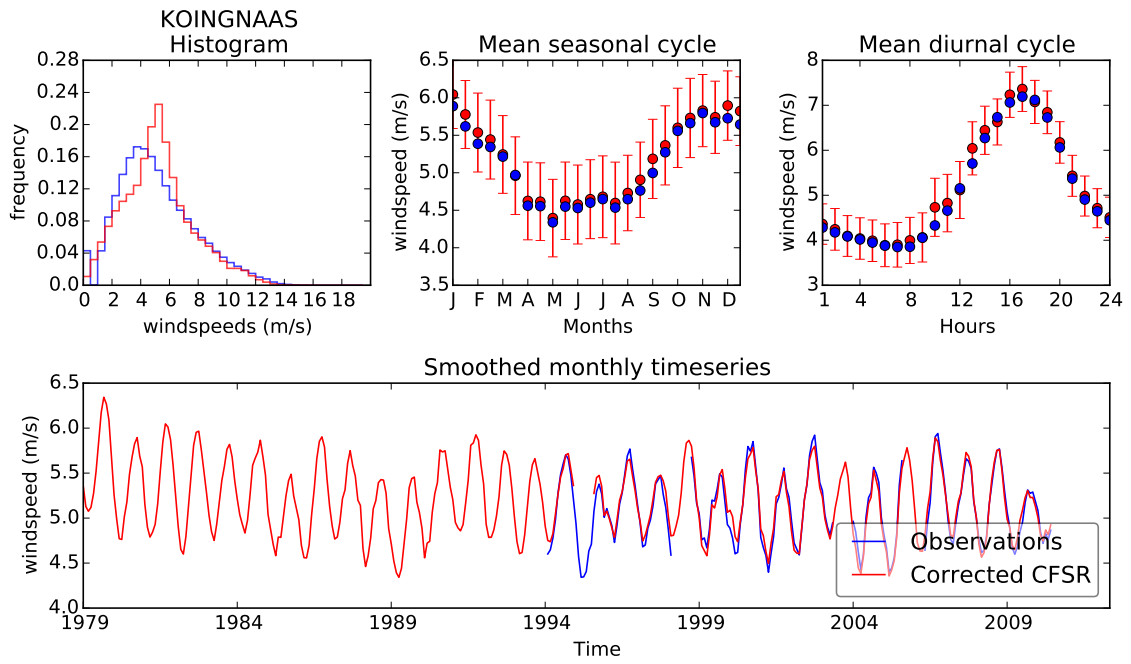 KOINGNAAS
Histogram
Mean seasonal cycle
Mean diurnal cycle
0.28
0.24
0.20
0.16
0.12
0.08
0.04
0.00
frequency
0 2 4 6 8 10 12 14 16 18
windspeeds (m/s)
6.5
6.0
5.5
5.0
4.5
4.0
3.5
windspeed (m/s)
J F M A M J J A S O N D
Months
8
7
6
5
4
3
windspeed (m/s)
1 4 8 12 16 20 24
Hours
Smoothed monthly timeseries
6.5
6.0
5.5
5.0
4.5
4.0
windspeed (m/s)
Observations
Corrected CFSR
1979 1984 1989 1994 1999 2004 2009
Time